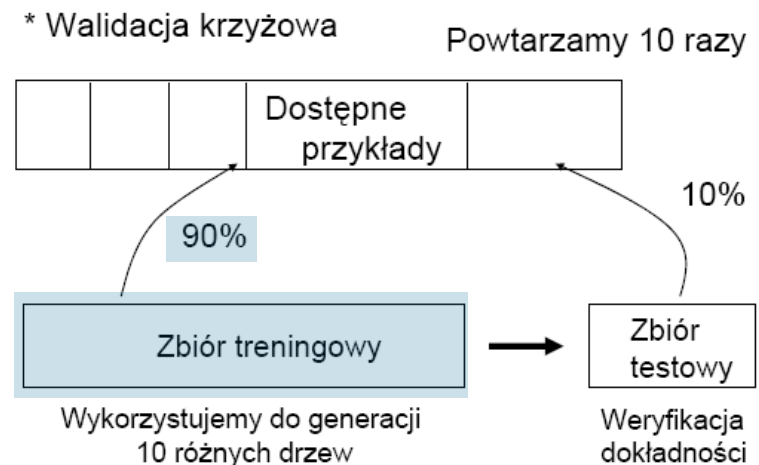 * Walidacja krzyżowa
Powtarzamy 10 razy
Dostępne
przykłady
90%
10%
Zbiór treningowy
Zbiór
testowy
Wykorzystujemy do generacji
10 różnych drzew
Weryfikacja
dokładności